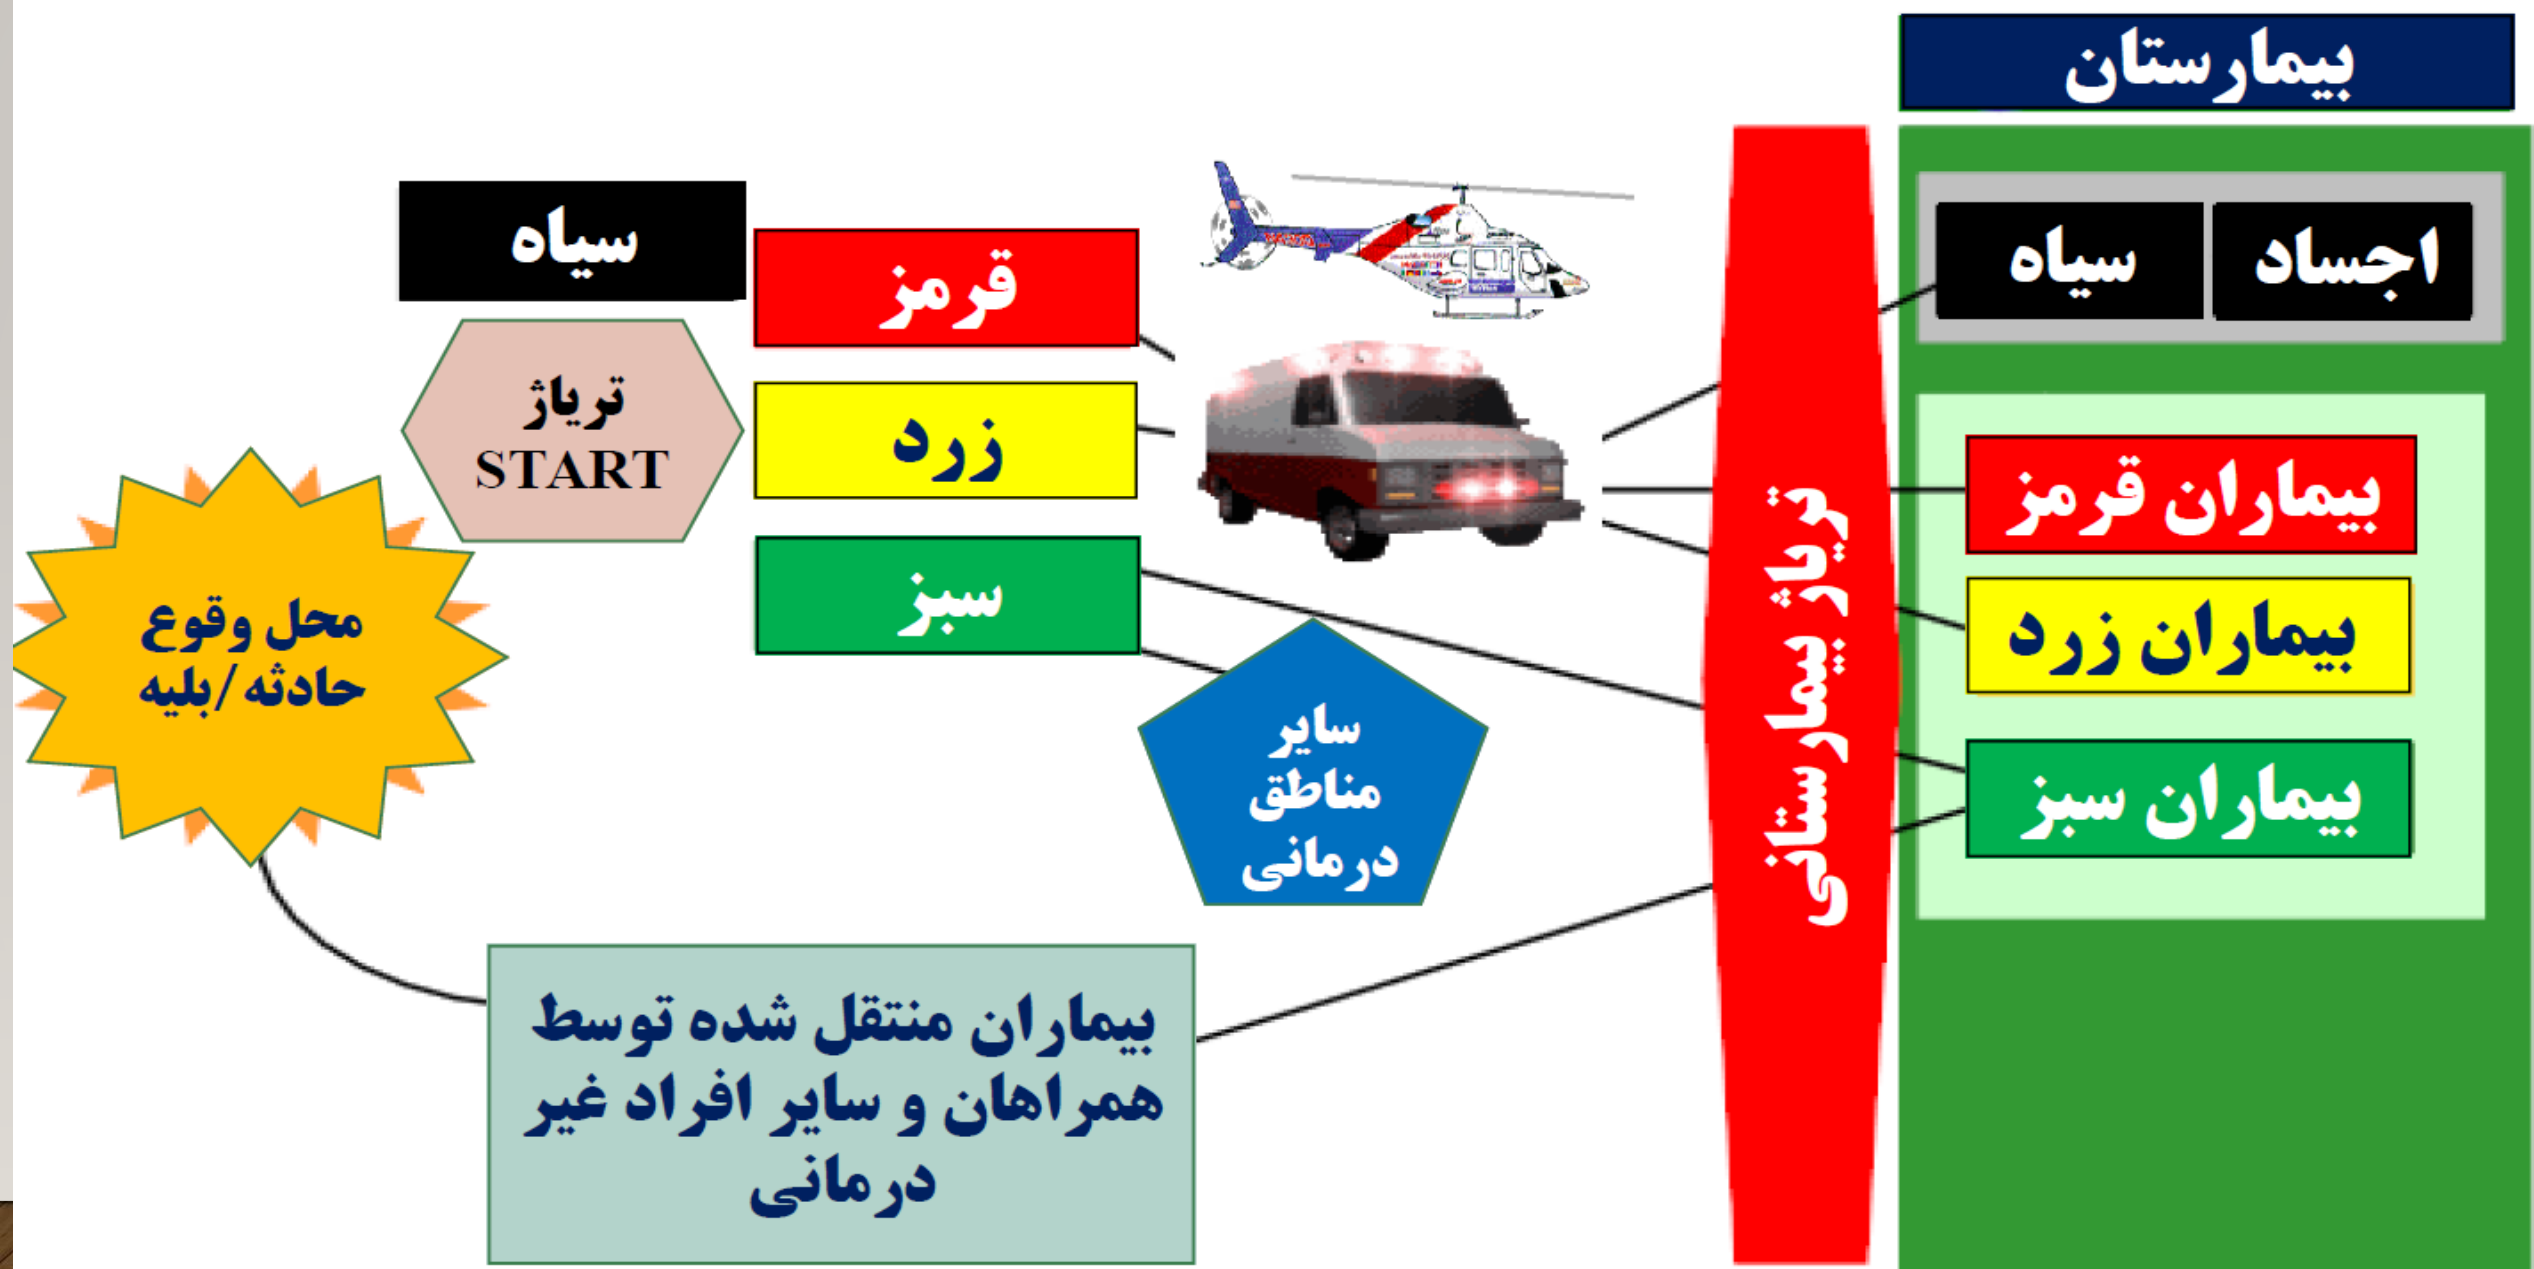 بیمارستان
سیاه
اجساد
سیاه
قرمز
تریاژ
START
زرد
بیماران قرمز
تریاژ بیمارستانی
سبز
بیماران زرد
محل وقوع
حادثه/بلیه
سایر
مناطق
درمانی
بیماران سبز
بیماران منتقل شده توسط
همراهان و سایر افراد غیر
درمانی